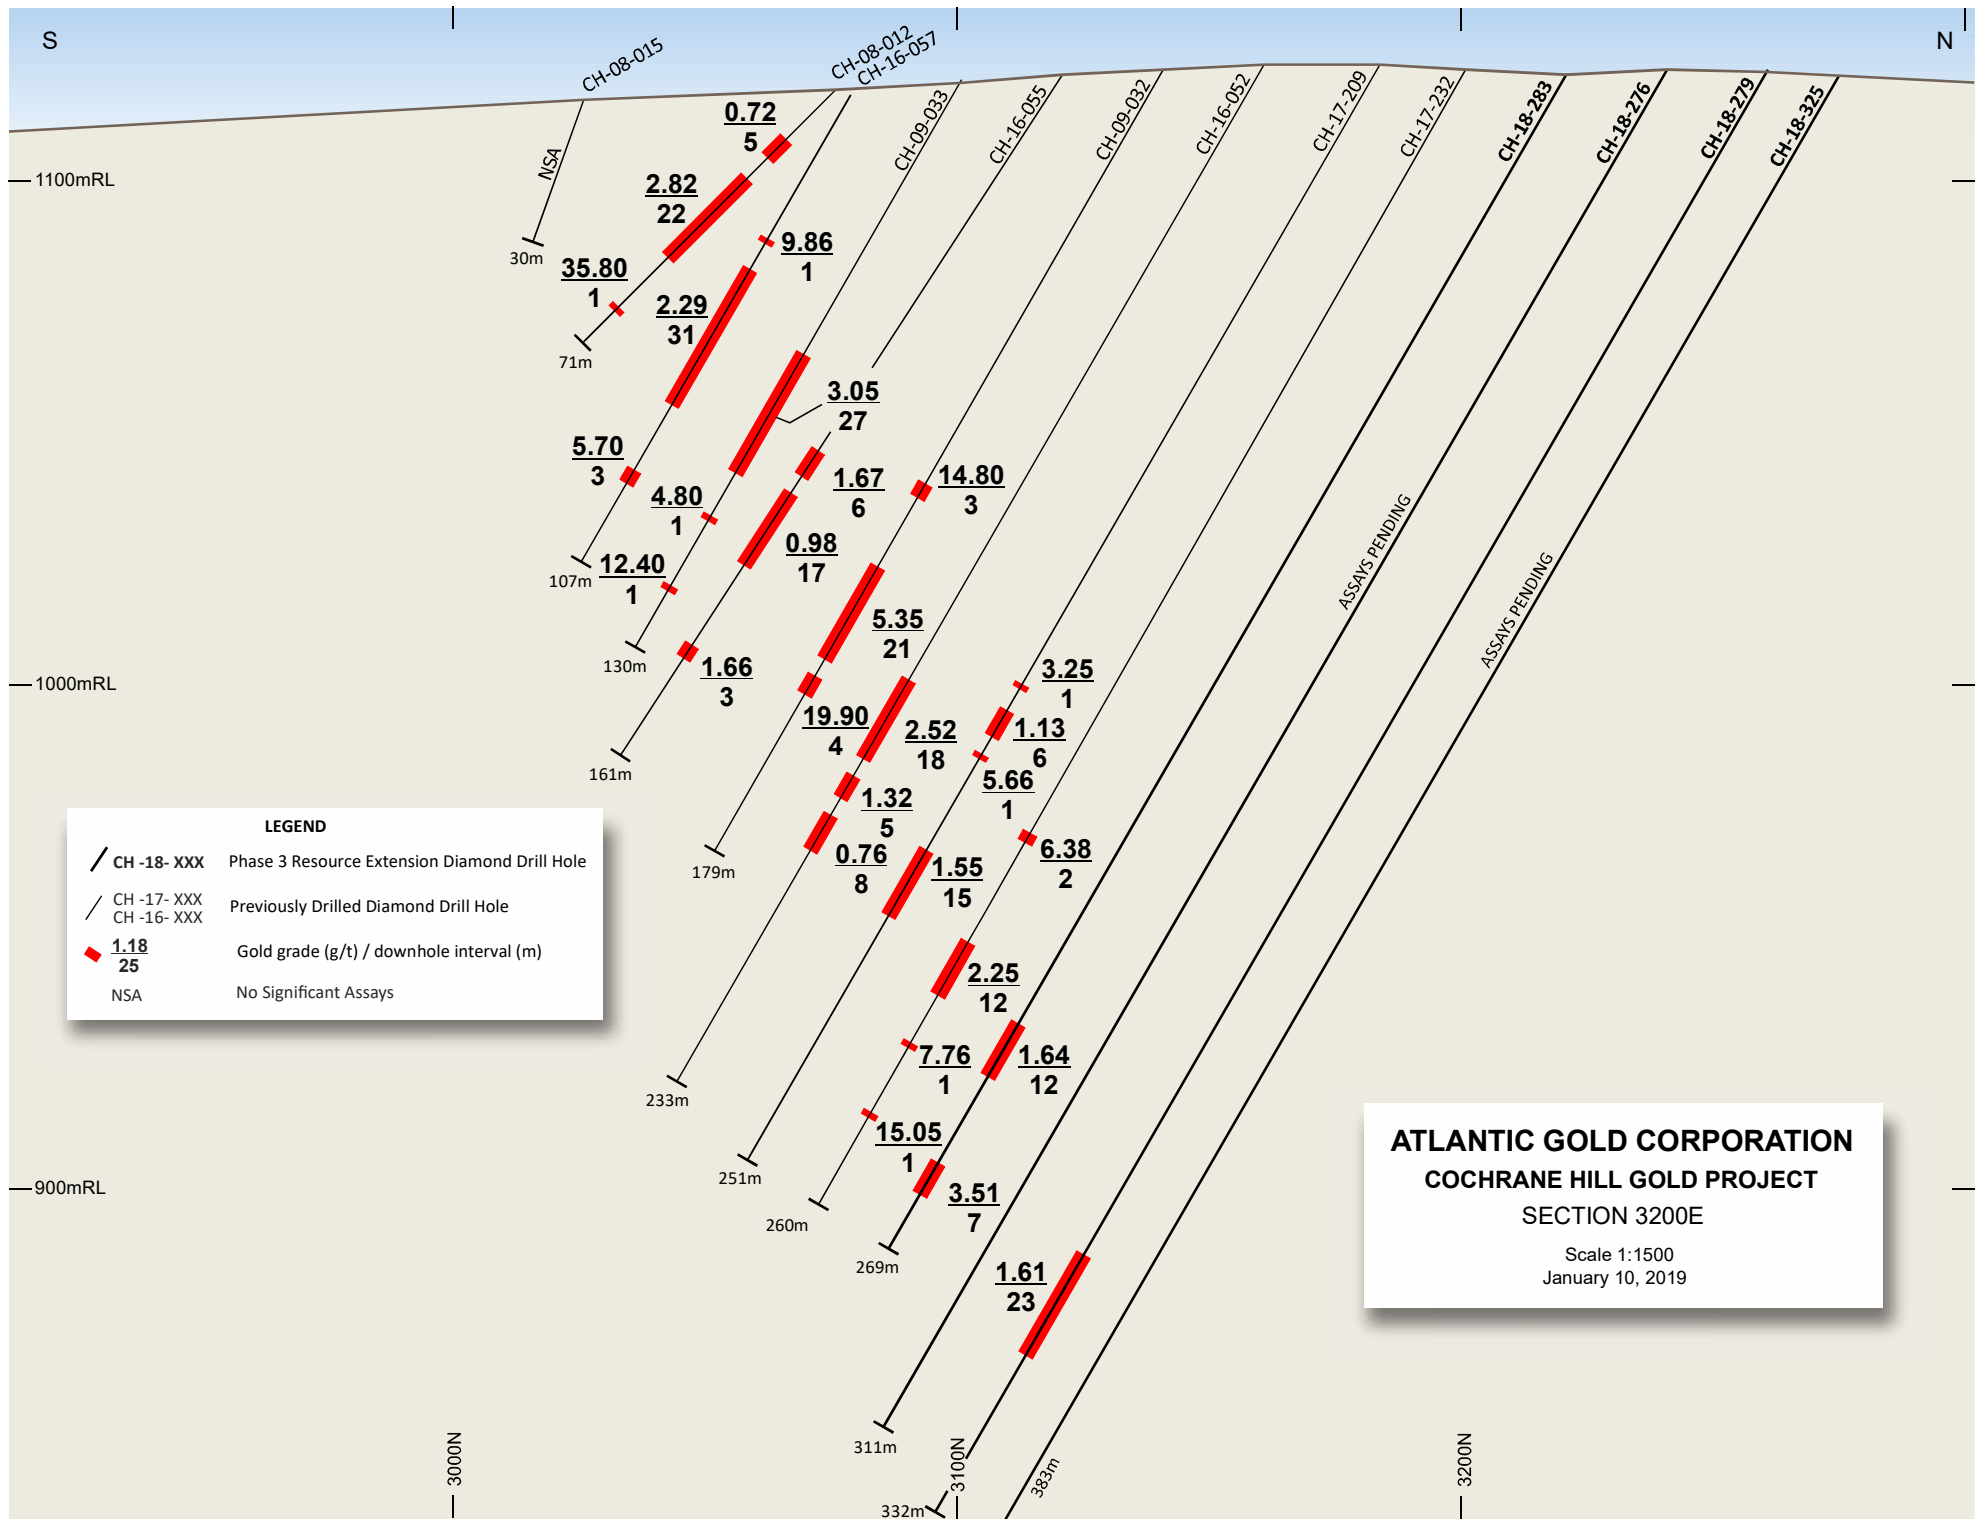 S
N
CH-08-015
CH-08-012
CH-16-057
CH-09-033
CH-16-055
CH-09-032
CH-16-052
CH-17-209
CH-17-232
CH-18-283
CH-18-276
CH-18-279
CH-18-325
1100mRL
1000mRL
900mRL
NSA
30m
0.72
5
2.82
22
35.80
1
71m
9.86
1
2.29
31
5.70
3
107m
3.05
27
4.80
1
12.40
1
130m
1.67
6
0.98
17
1.66
3
161m
14.80
3
5.35
21
19.90
4
179m
2.52
18
1.32
5
0.76
8
233m
3.25
1
1.13
6
5.66
1
1.55
15
251m
6.38
2
2.25
12
7.76
1
15.05
1
260m
1.64
12
3.51
7
269m
ASSAYS PENDING
311m
1.61
23
332m
ASSAYS PENDING
383m
3000N
3100N
3200N
LEGEND
CH -18- XXX Phase 3 Resource Extension Diamond Drill Hole
CH -17- XXX
CH -16- XXX
Previously Drilled Diamond Drill Hole
1.18
25
Gold grade (g/t) / downhole interval (m)
NSA No Significant Assays
ATLANTIC GOLD CORPORATION
COCHRANE HILL GOLD PROJECT
SECTION 3200E
Scale 1:1500
January 10, 2019